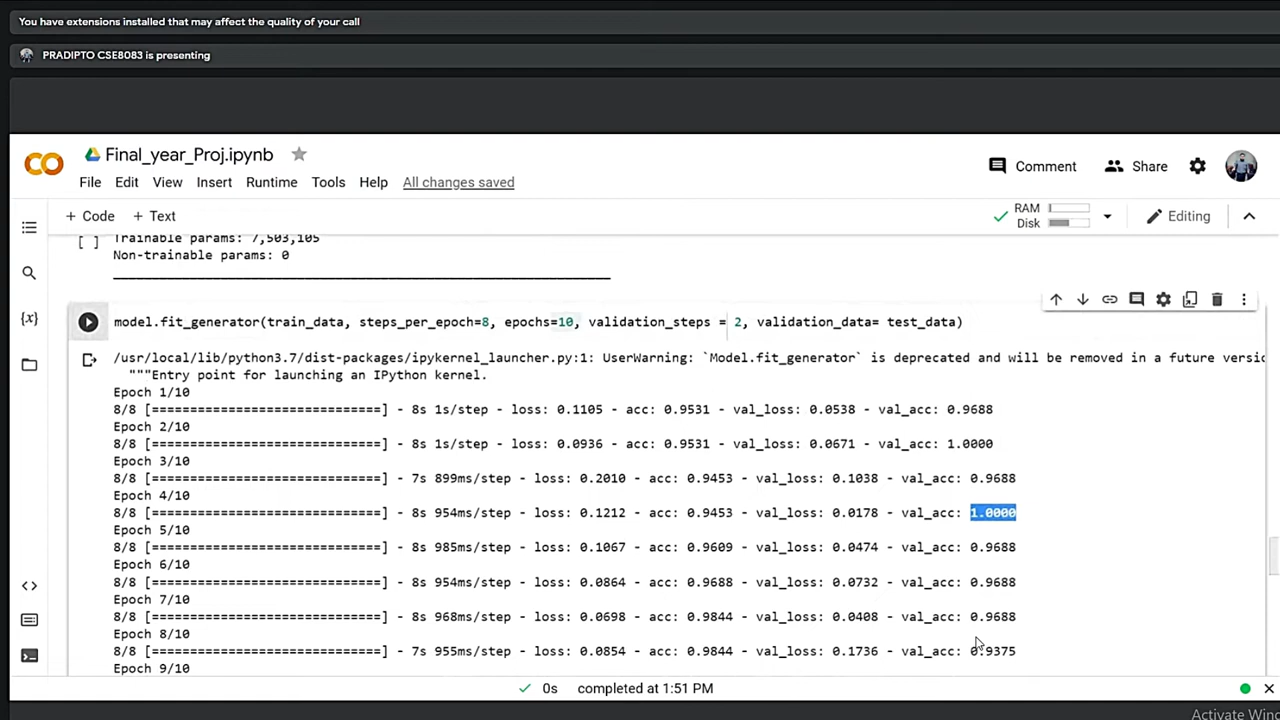 You have extensions installed that may affect the quality of your call
PRADIPTO CSE8083 is presenting
CO Final_year_Proj.ipynb
Comment Share
File Edit View Insert Runtime Tools Help All changes saved
+ Code + Text
RAM
Disk
Editing
[ ] Trainable params: 7,503,105
Non-trainable params: 0
model.fit_generator(train_data, steps_per_epoch=8, epochs=10, validation_steps = 2, validation_data= test_data)
/usr/local/lib/python3.7/dist-packages/ipykernel_launcher.py:1: UserWarning: `Model.fit_generator` is deprecated and will be removed in a future versi
"""Entry point for launching an IPython kernel.
Epoch 1/10
8/8 [==============================] - 8s 1s/step - loss: 0.1105 - acc: 0.9531 - val_loss: 0.0538 - val_acc: 0.9688
Epoch 2/10
8/8 [==============================] - 8s 1s/step - loss: 0.0936 - acc: 0.9531 - val_loss: 0.0671 - val_acc: 1.0000
Epoch 3/10
8/8 [==============================] - 7s 899ms/step - loss: 0.2010 - acc: 0.9453 - val_loss: 0.1038 - val_acc: 0.9688
Epoch 4/10
8/8 [==============================] - 8s 954ms/step - loss: 0.1212 - acc: 0.9453 - val_loss: 0.0178 - val_acc: 1.0000
Epoch 5/10
8/8 [==============================] - 8s 985ms/step - loss: 0.1067 - acc: 0.9609 - val_loss: 0.0474 - val_acc: 0.9688
Epoch 6/10
8/8 [==============================] - 8s 954ms/step - loss: 0.0864 - acc: 0.9688 - val_loss: 0.0732 - val_acc: 0.9688
Epoch 7/10
8/8 [==============================] - 8s 968ms/step - loss: 0.0698 - acc: 0.9844 - val_loss: 0.0408 - val_acc: 0.9688
Epoch 8/10
8/8 [==============================] - 7s 955ms/step - loss: 0.0854 - acc: 0.9844 - val_loss: 0.1736 - val_acc: 0.9375
Epoch 9/10
0s completed at 1:51 PM
Activate Wind